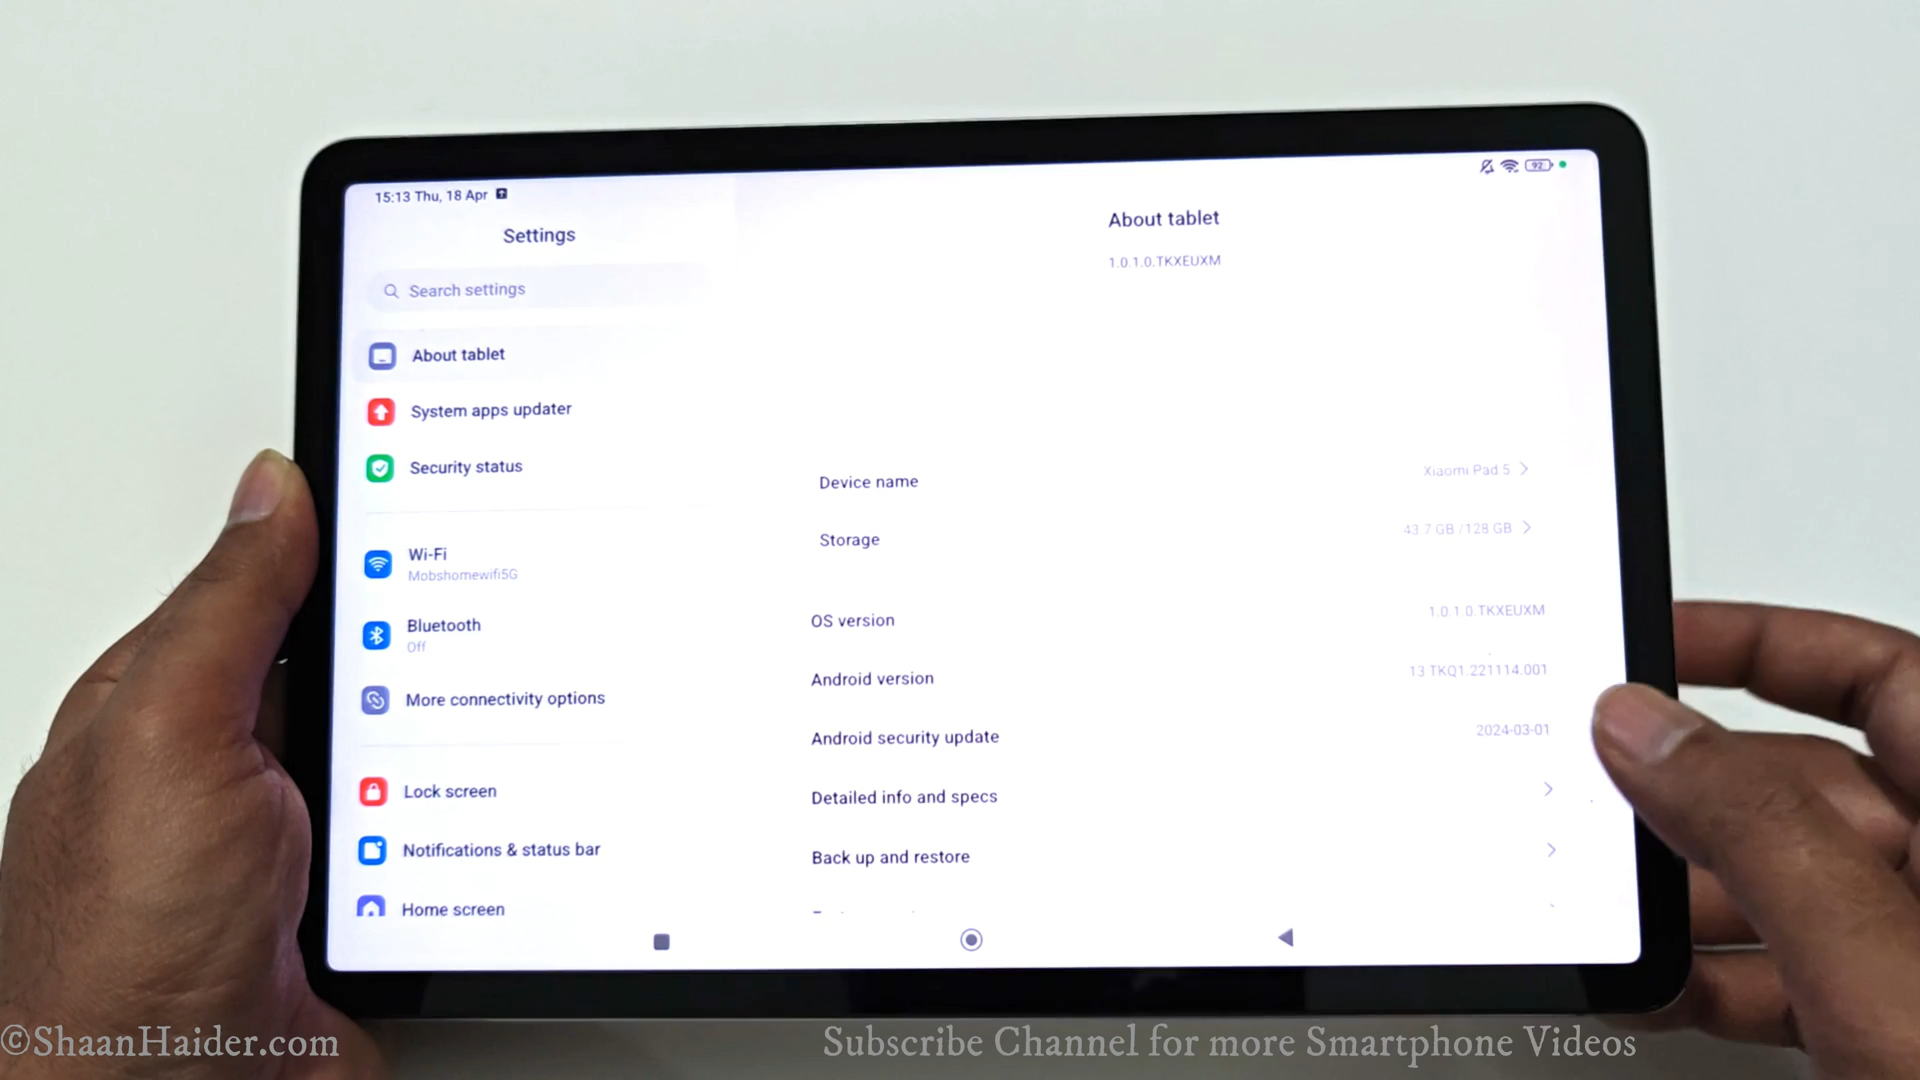 15:13 Thu, 18 Apr
92
Settings
Search settings
About tablet
System apps updater
Security status
Wi-Fi
Mobshomewifi5G
Bluetooth
Off
More connectivity options
Lock screen
Notifications & status bar
Home screen
About tablet
1.0.1.0.TKXEUXM
Device name
Xiaomi Pad 5
Storage
43.7 GB /128 GB
OS version
1.0.1.0.TKXEUXM
Android version
13 TKQ1.221114.001
Android security update
2024-03-01
Detailed info and specs
Back up and restore
©ShaanHaider.com
Subscribe Channel for more Smartphone Videos